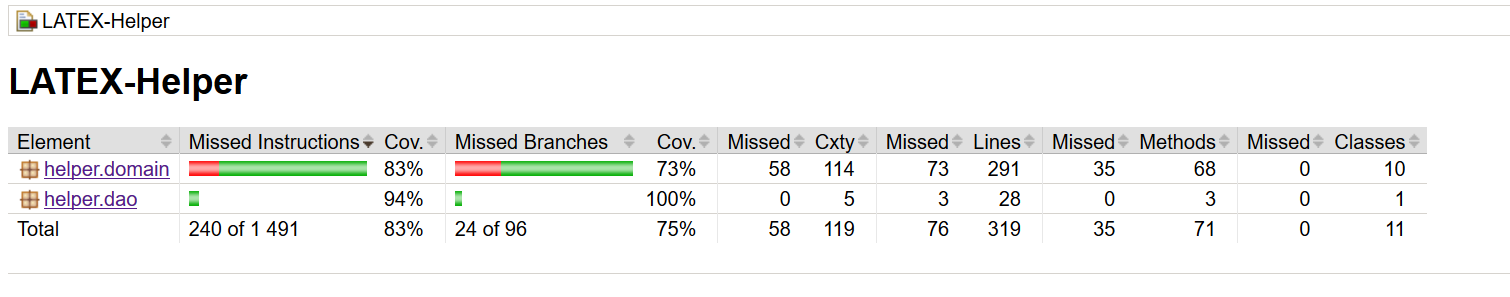 LATEX-Helper
LATEX-Helper
Element Missed Instructions Cov. Missed Branches Cov. Missed Cxty Missed Lines Missed Methods Missed Classes
helper.domain 83% 73% 58 114 73 291 35 68 0 10
helper.dao 94% 100% 0 5 3 28 0 3 0 1
Total 240 of 1 491 83% 24 of 96 75% 58 119 76 319 35 71 0 11